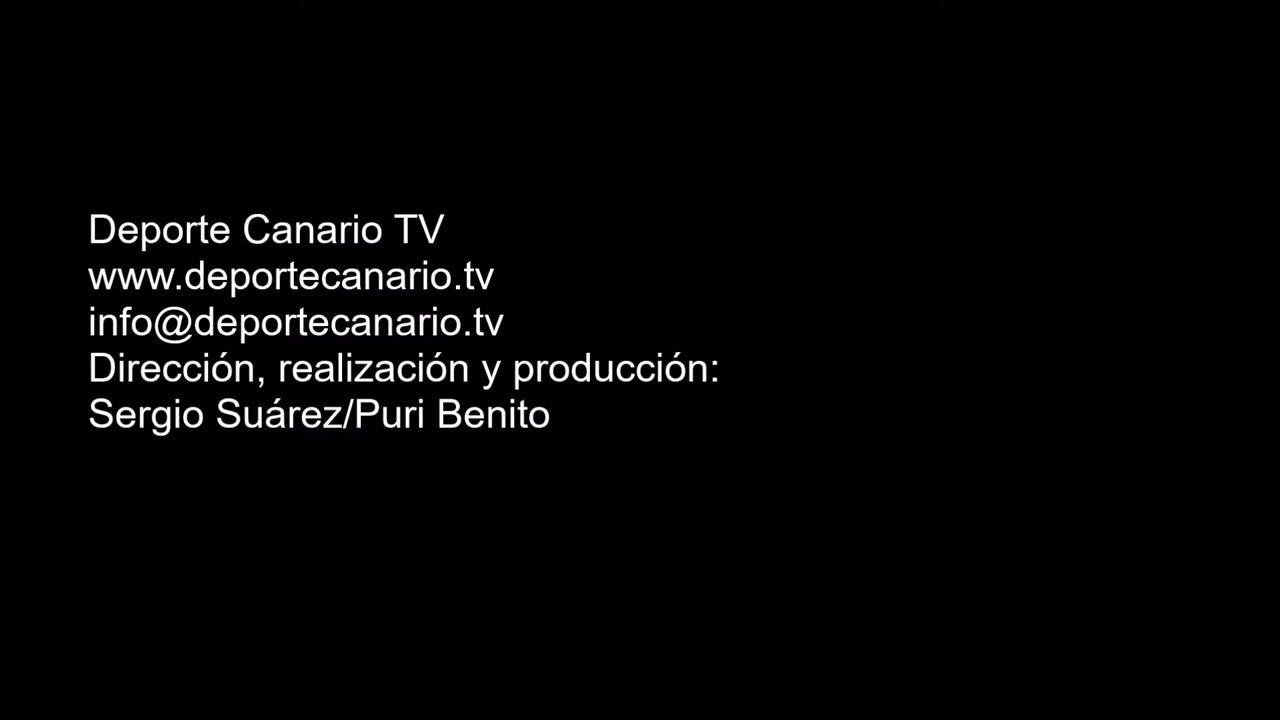 Deporte Canario TV
www.deportecanario.tv
info@deportecanario.tv
Dirección, realización y producción:
Sergio Suárez/Puri Benito